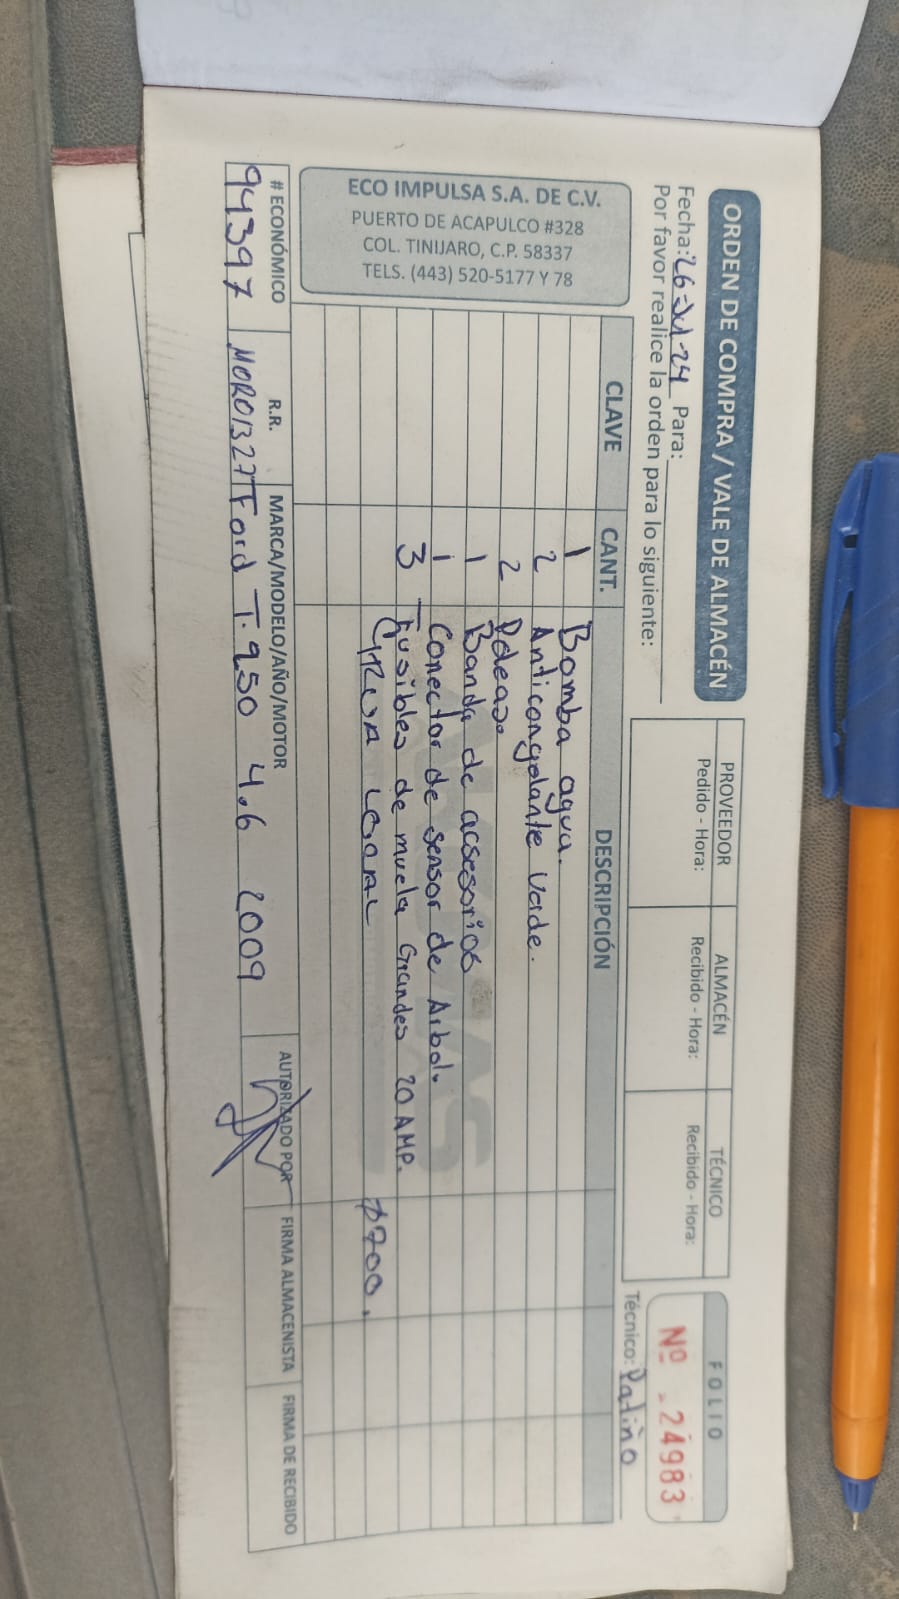 ORDEN DE COMPRA / VALE DE ALMACÉN
Fecha: 26-Jul-24 Para:
Por favor realice la orden para lo siguiente:
PROVEEDOR
Pedido - Hora:
ALMACÉN
Recibido - Hora:
TÉCNICO
Recibido - Hora:
FOLIO
Nº 24983
Técnico: Patiño
ECO IMPULSA S.A. DE C.V.
PUERTO DE ACAPULCO #328
COL. TINIJARO, C.P. 58337
TELS. (443) 520-5177 Y 78
CLAVE CANT. DESCRIPCIÓN
1 Bomba agua.
2 Anticongelante Verde.
2 Poleas.
1 Banda de acsesorios
1 Conector de sensor de Arbol.
3 Fusibles de muela Grandes 20 AMP.
GRUA LOCAL $700.
# ECONÓMICO R.R. MARCA/MODELO/AÑO/MOTOR AUTORIZADO POR FIRMA ALMACENISTA FIRMA DE RECIBIDO
94397 MORO1327 Ford T.250 4.6 2009